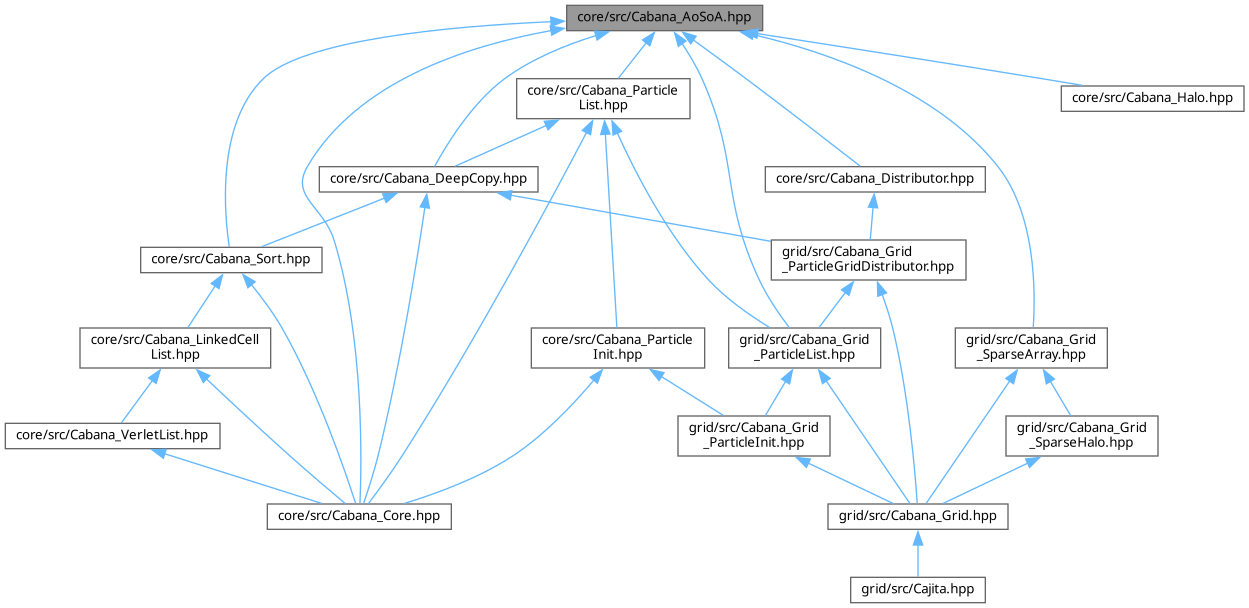 core/src/Cabana_AoSoA.hpp
core/src/Cabana_Particle
List.hpp
core/src/Cabana_Halo.hpp
core/src/Cabana_DeepCopy.hpp
core/src/Cabana_Distributor.hpp
core/src/Cabana_Sort.hpp
grid/src/Cabana_Grid
_ParticleGridDistributor.hpp
core/src/Cabana_LinkedCell
List.hpp
core/src/Cabana_Particle
Init.hpp
grid/src/Cabana_Grid
_ParticleList.hpp
grid/src/Cabana_Grid
_SparseArray.hpp
core/src/Cabana_VerletList.hpp
grid/src/Cabana_Grid
_ParticleInit.hpp
grid/src/Cabana_Grid
_SparseHalo.hpp
core/src/Cabana_Core.hpp
grid/src/Cabana_Grid.hpp
grid/src/Cajita.hpp